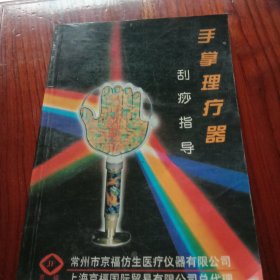 手掌理疗器
刮痧指导
常州市京福仿生医疗仪器有限公司
上海京福国际贸易有限公司总代理